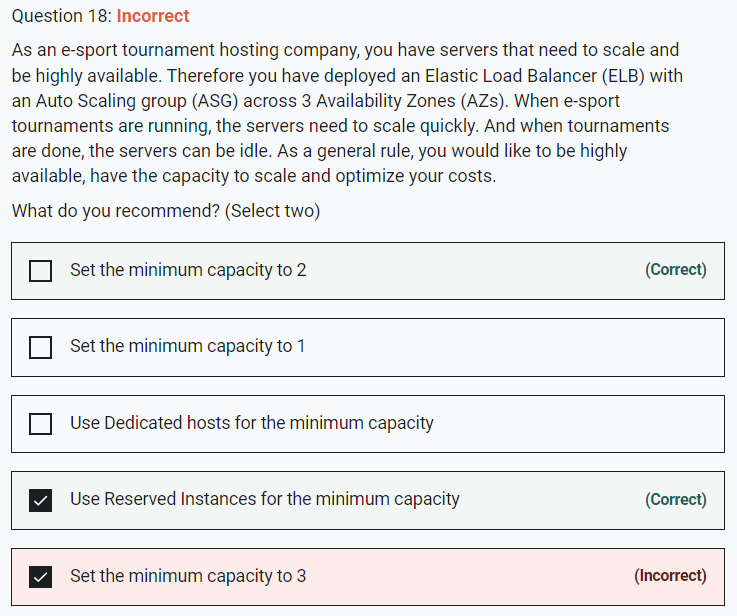 Question 18: Incorrect
As an e-sport tournament hosting company, you have servers that need to scale and
be highly available. Therefore you have deployed an Elastic Load Balancer (ELB) with
an Auto Scaling group (ASG) across 3 Availability Zones (AZs). When e-sport
tournaments are running, the servers need to scale quickly. And when tournaments
are done, the servers can be idle. As a general rule, you would like to be highly
available, have the capacity to scale and optimize your costs.
What do you recommend? (Select two)
Set the minimum capacity to 2 (Correct)
Set the minimum capacity to 1
Use Dedicated hosts for the minimum capacity
Use Reserved Instances for the minimum capacity (Correct)
Set the minimum capacity to 3 (Incorrect)